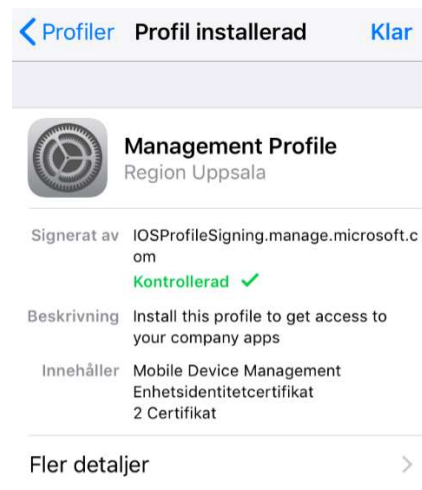 Profiler Profil installerad Klar
Management Profile
Region Uppsala
Signerat av IOSProfileSigning.manage.microsoft.c
om
Kontrollerad ✓
Beskrivning Install this profile to get access to
your company apps
Innehåller Mobile Device Management
Enhetsidentitetcertifikat
2 Certifikat
Fler detaljer